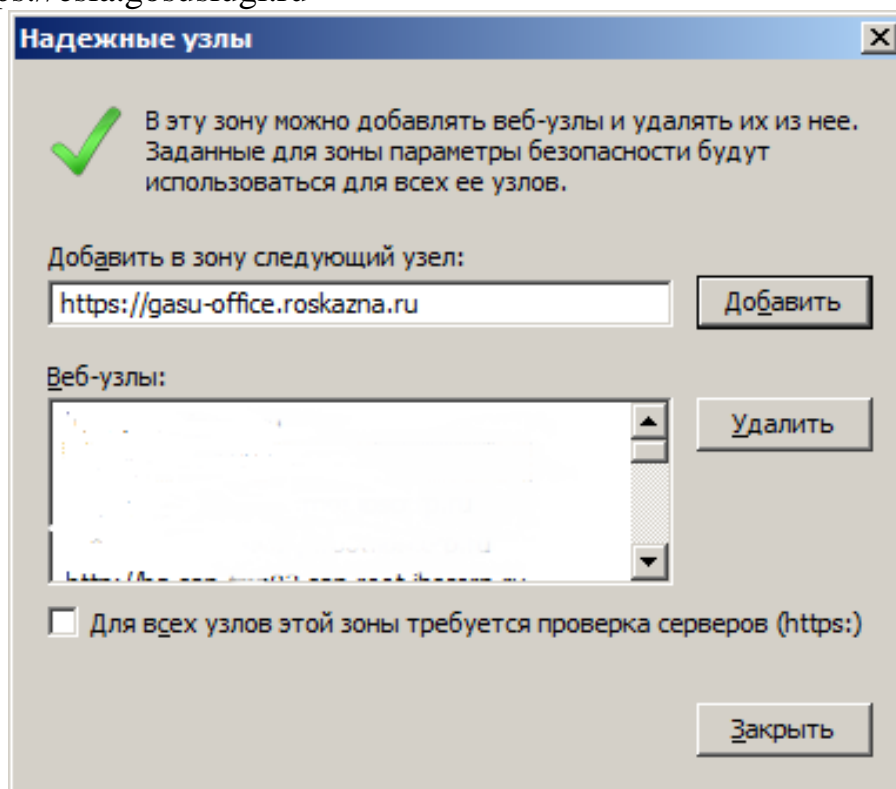 Надежные узлы
В эту зону можно добавлять веб-узлы и удалять их из нее.
Заданные для зоны параметры безопасности будут
использоваться для всех ее узлов.
Добавить в зону следующий узел:
https://gasu-office.roskazna.ru
Добавить
Веб-узлы:
Удалить
Для всех узлов этой зоны требуется проверка серверов (https:)
Закрыть